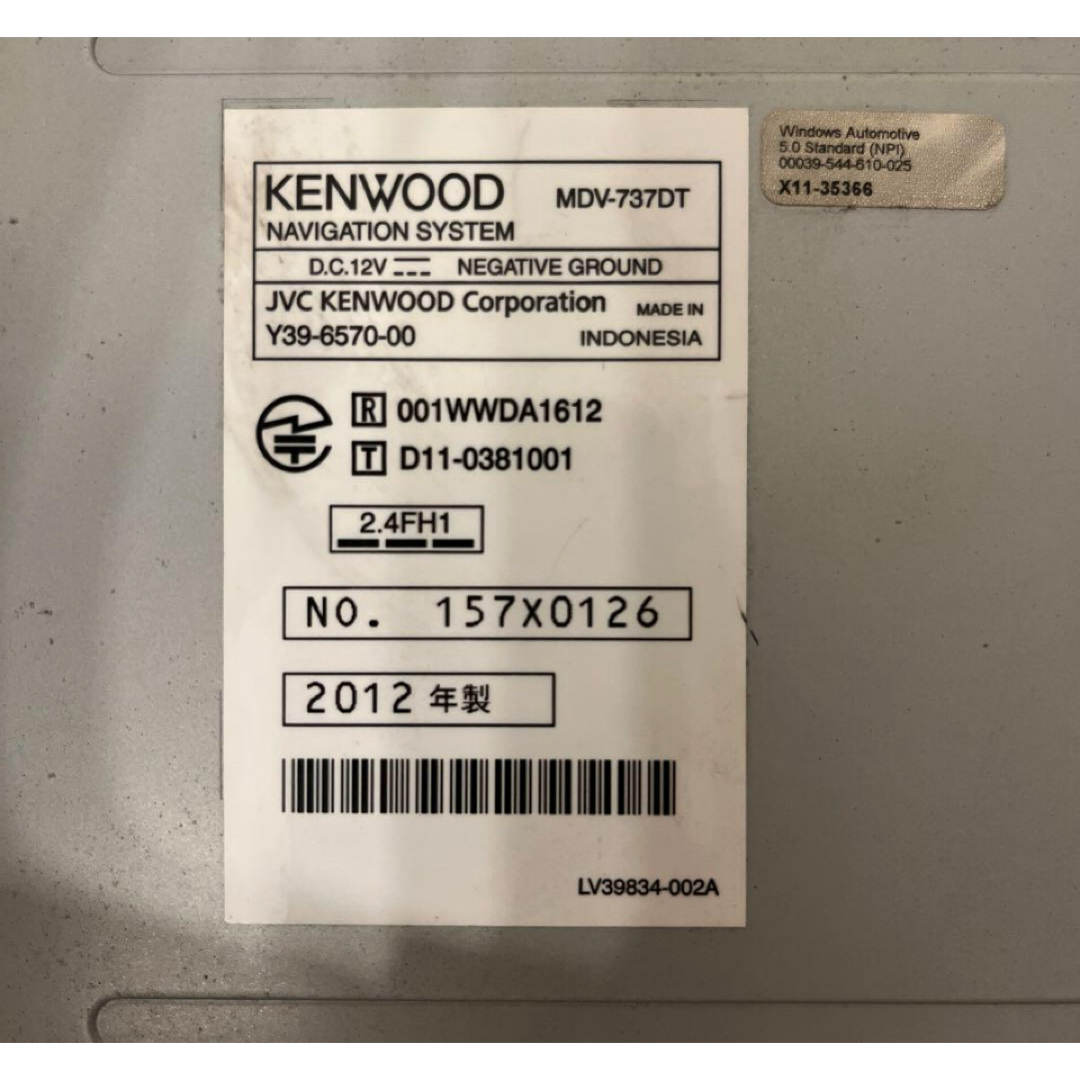 KENWOOD MDV-737DT
NAVIGATION SYSTEM
D.C.12V NEGATIVE GROUND
JVC KENWOOD Corporation MADE IN
Y39-6570-00 INDONESIA
R 001WWDA1612
T D11-0381001
2.4FH1
NO. 157X0126
2012 年製
LV39834-002A
Windows Automotive
5.0 Standard (NPI)
00039-544-610-025
X11-35366